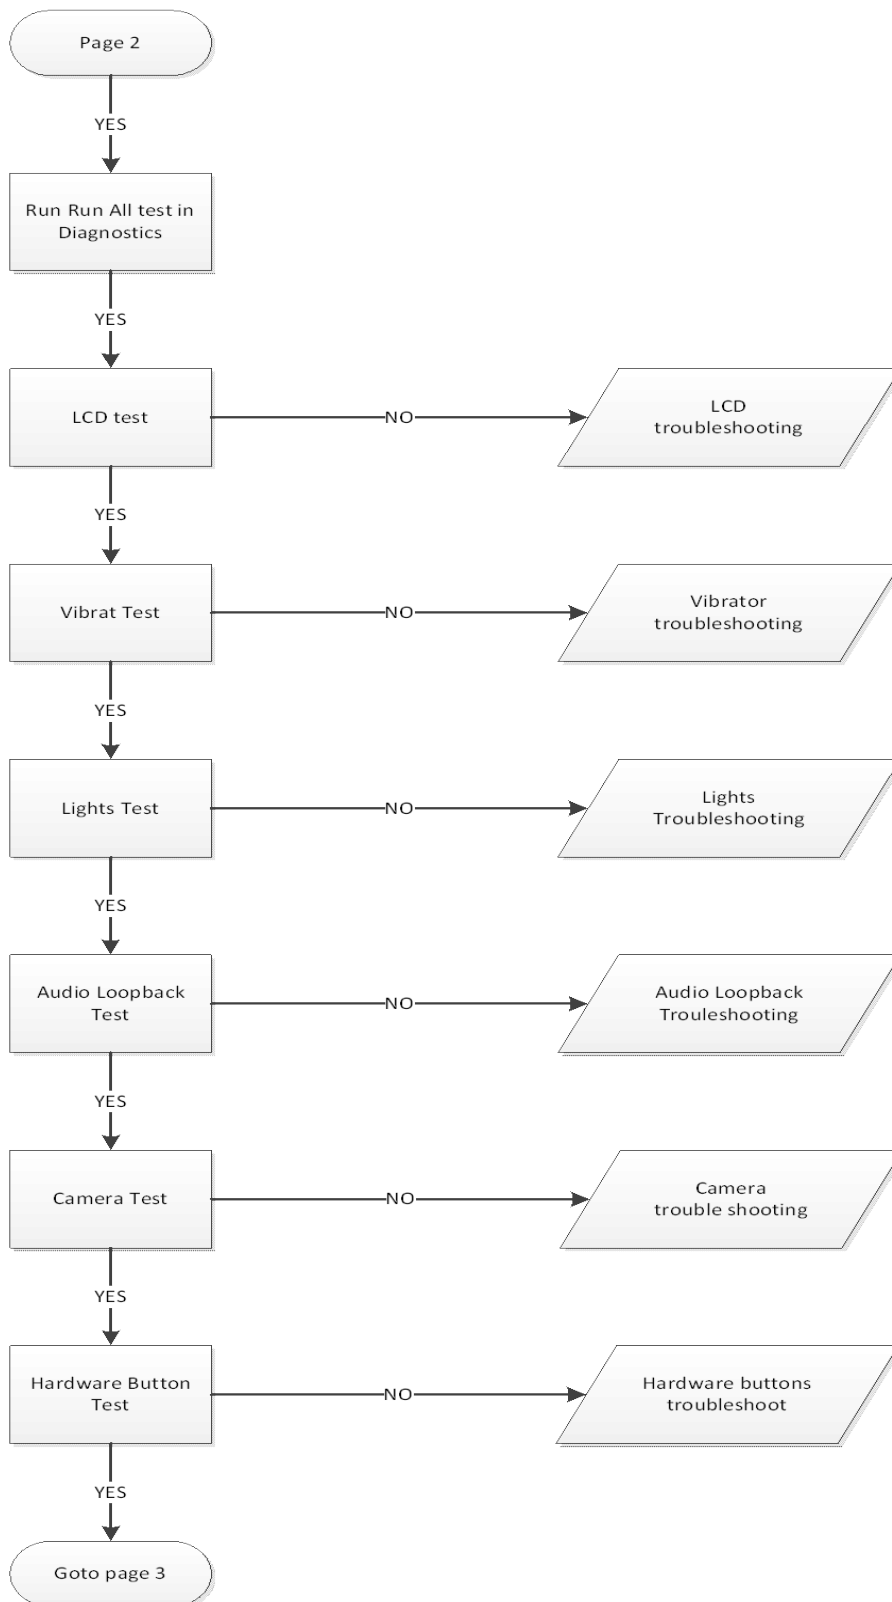 Page 2
YES
Run Run All test in
Diagnostics
YES
LCD test
NO
LCD
troubleshooting
YES
Vibrat Test
NO
Vibrator
troubleshooting
YES
Lights Test
NO
Lights
Troubleshooting
YES
Audio Loopback
Test
NO
Audio Loopback
Trouleshooting
YES
Camera Test
NO
Camera
trouble shooting
YES
Hardware Button
Test
NO
Hardware buttons
troubleshoot
YES
Goto page 3